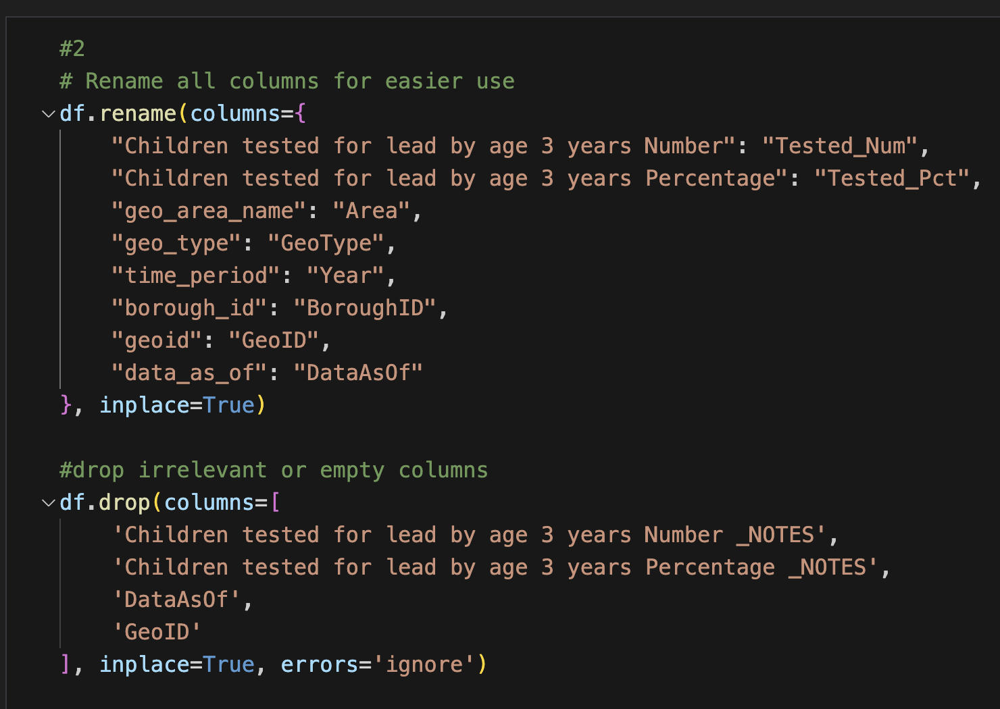 #2
# Rename all columns for easier use
df.rename(columns={
    "Children tested for lead by age 3 years Number": "Tested_Num",
    "Children tested for lead by age 3 years Percentage": "Tested_Pct",
    "geo_area_name": "Area",
    "geo_type": "GeoType",
    "time_period": "Year",
    "borough_id": "BoroughID",
    "geoid": "GeoID",
    "data_as_of": "DataAsOf"
}, inplace=True)
#drop irrelevant or empty columns
df.drop(columns=[
    'Children tested for lead by age 3 years Number _NOTES',
    'Children tested for lead by age 3 years Percentage _NOTES',
    'DataAsOf',
    'GeoID'
], inplace=True, errors='ignore')